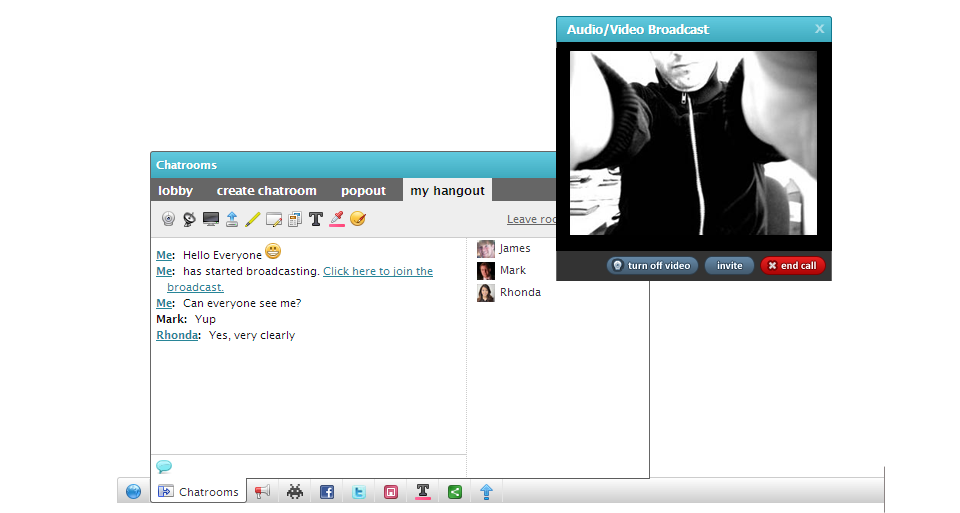 Audio/Video Broadcast
X
Chatrooms
lobby create chatroom popout my hangout
T
Leave
Me: Hello Everyone
Me: has started broadcasting. Click here to join the
broadcast.
Me: Can everyone see me?
Mark: Yup
Rhonda: Yes, very clearly
James
Mark
Rhonda
turn off video invite end call
Chatrooms
f t T